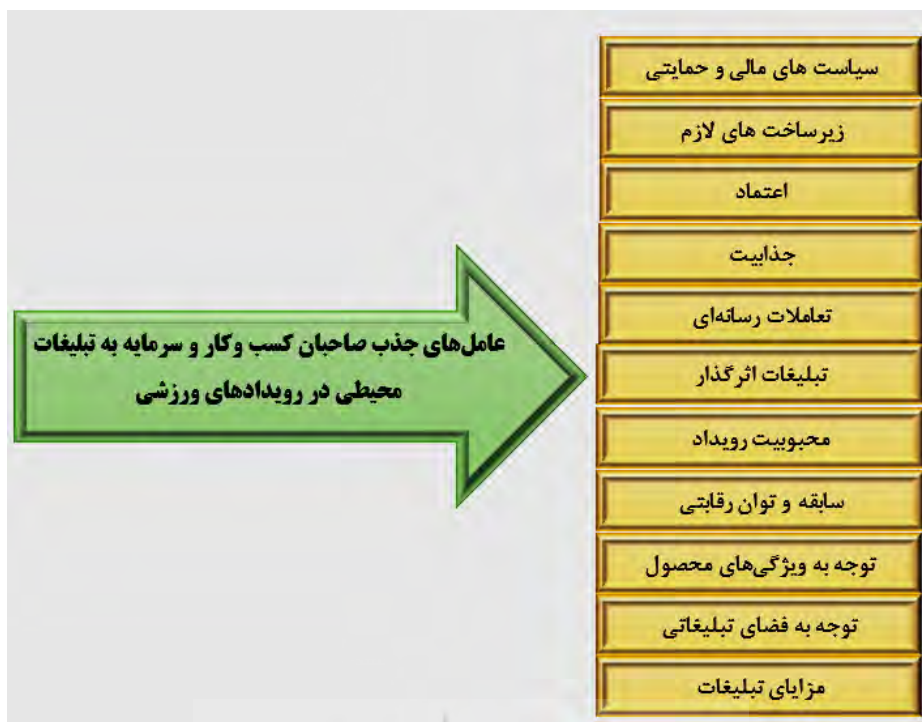 سیاست های مالی و حمایتی
زیرساخت های لازم
اعتماد
جذابیت
تعاملات رسانه‌ای
تبلیغات اثرگذار
محبوبیت رویداد
سابقه و توان رقابتی
توجه به ویژگی‌های محصول
توجه به فضای تبلیغاتی
مزایای تبلیغات
عامل‌های جذب صاحبان کسب وکار و سرمایه به تبلیغات
محیطی در رویدادهای ورزشی